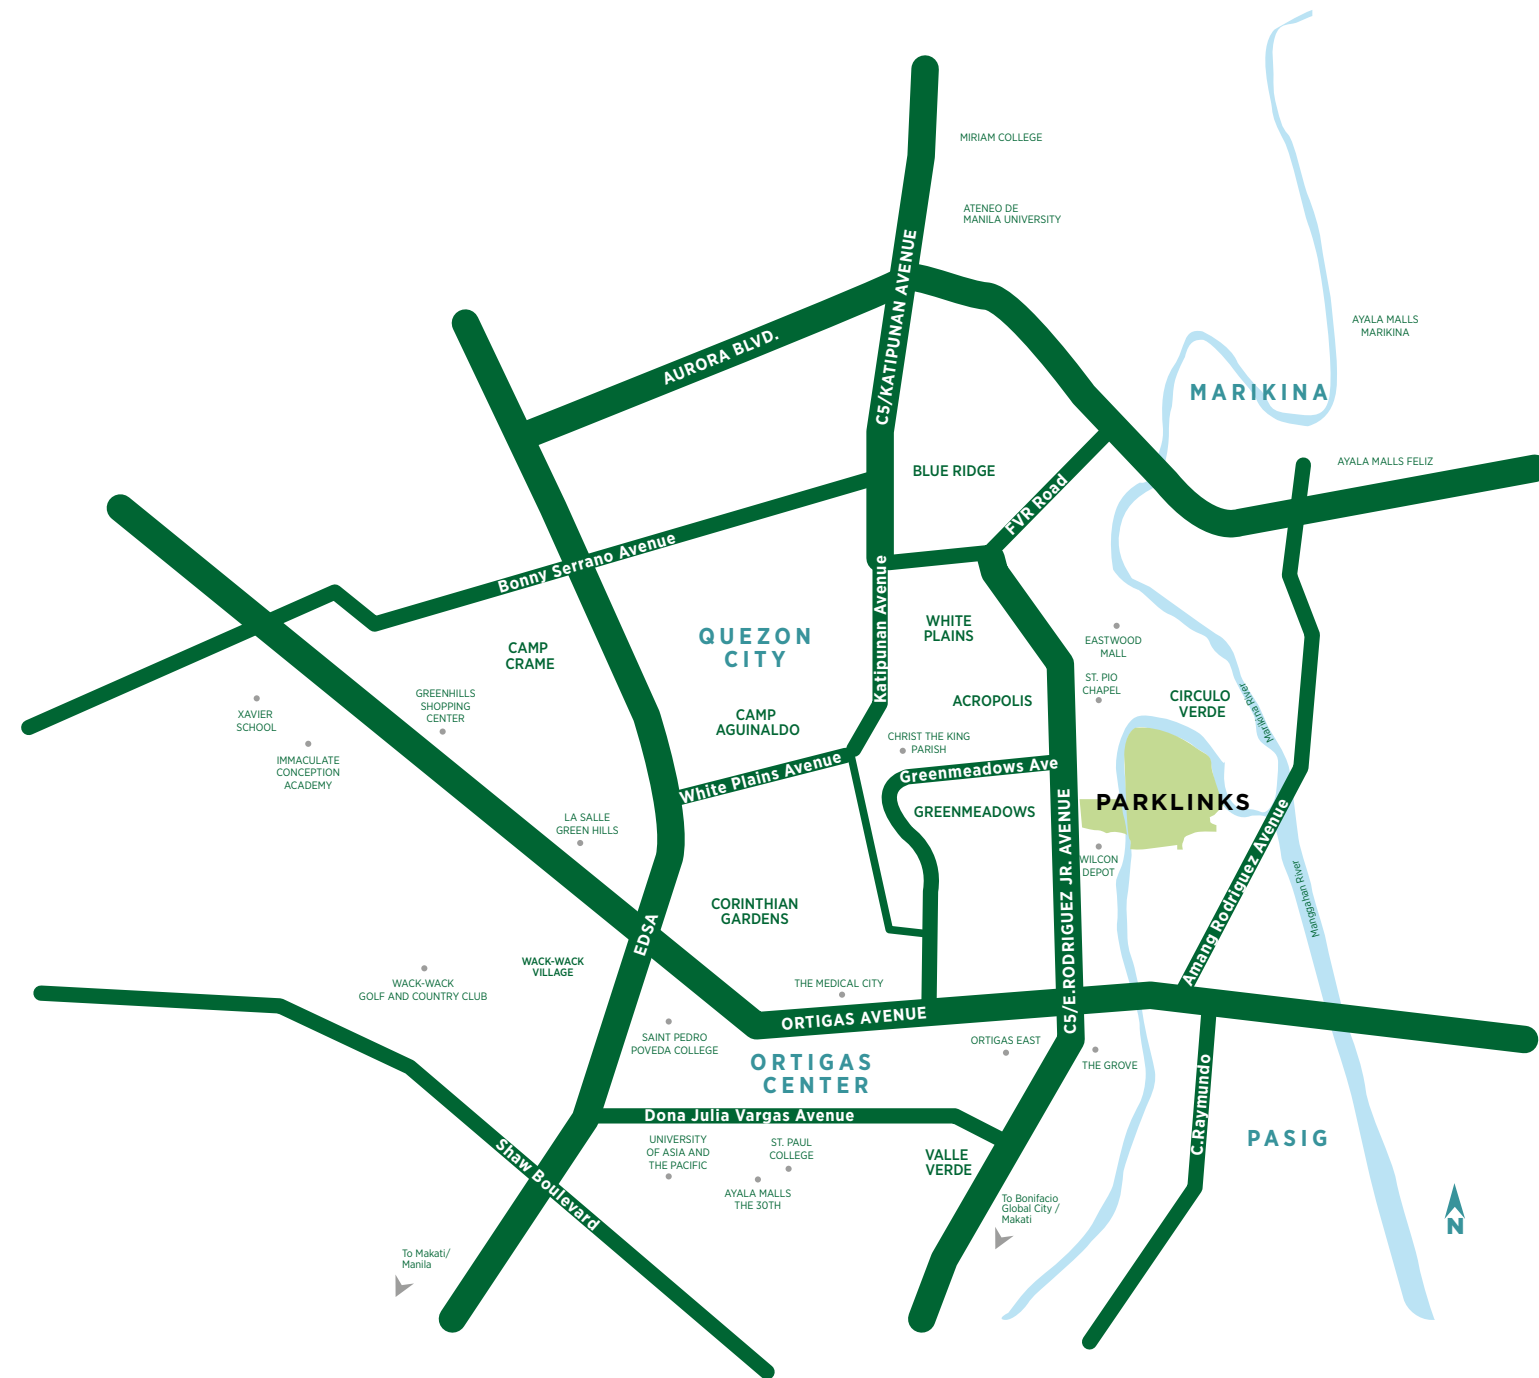 MIRIAM COLLEGE
ATENEO DE
MANILA UNIVERSITY
C5/KATIPUNAN AVENUE
AURORA BLVD.
AYALA MALLS
MARIKINA
MARIKINA
AYALA MALLS FELIZ
BLUE RIDGE
FVR Road
Bonny Serrano Avenue
Katipunan Avenue
QUEZON
CITY
CAMP
CRAME
WHITE
PLAINS
EASTWOOD
MALL
ST. PIO
CHAPEL
CIRCULO
VERDE
Marikina River
ACROPOLIS
GREENHILLS
SHOPPING
CENTER
XAVIER
SCHOOL
CAMP
AGUINALDO
CHRIST THE KING
PARISH
IMMACULATE
CONCEPTION
ACADEMY
White Plains Avenue
Greenmeadows Ave
GREENMEADOWS
PARKLINKS
LA SALLE
GREEN HILLS
WILCON
DEPOT
C5/E.RODRIGUEZ JR. AVENUE
Amang Rodriguez Avenue
Manggahan River
CORINTHIAN
GARDENS
EDSA
WACK-WACK
VILLAGE
WACK-WACK
GOLF AND COUNTRY CLUB
THE MEDICAL CITY
ORTIGAS AVENUE
SAINT PEDRO
POVEDA COLLEGE
ORTIGAS EAST
THE GROVE
ORTIGAS
CENTER
C.Raymundo
Dona Julia Vargas Avenue
UNIVERSITY
OF ASIA AND
THE PACIFIC
ST. PAUL
COLLEGE
AYALA MALLS
THE 30TH
VALLE
VERDE
PASIG
Shaw Boulevard
To Bonifacio
Global City /
Makati
To Makati/
Manila
N